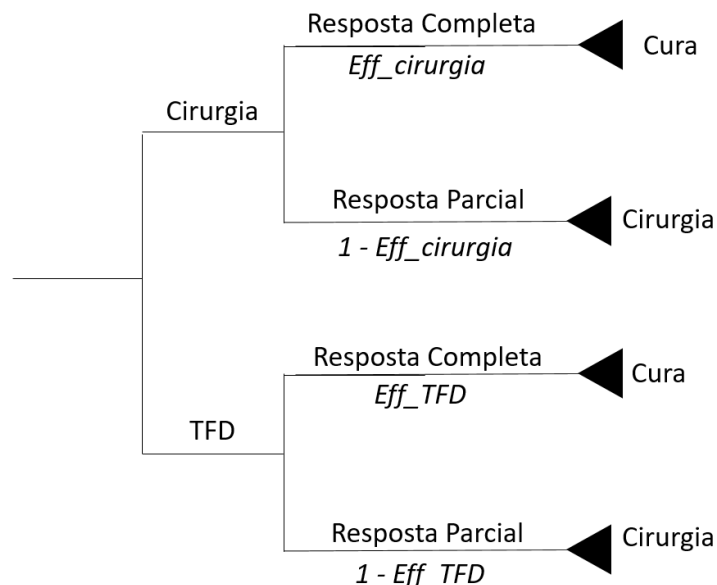 Resposta Completa
Eff_cirurgia
Cura
Cirurgia
Resposta Parcial
1 - Eff_cirurgia
Cirurgia
Resposta Completa
Eff_TFD
Cura
TFD
Resposta Parcial
1 - Eff_TFD
Cirurgia